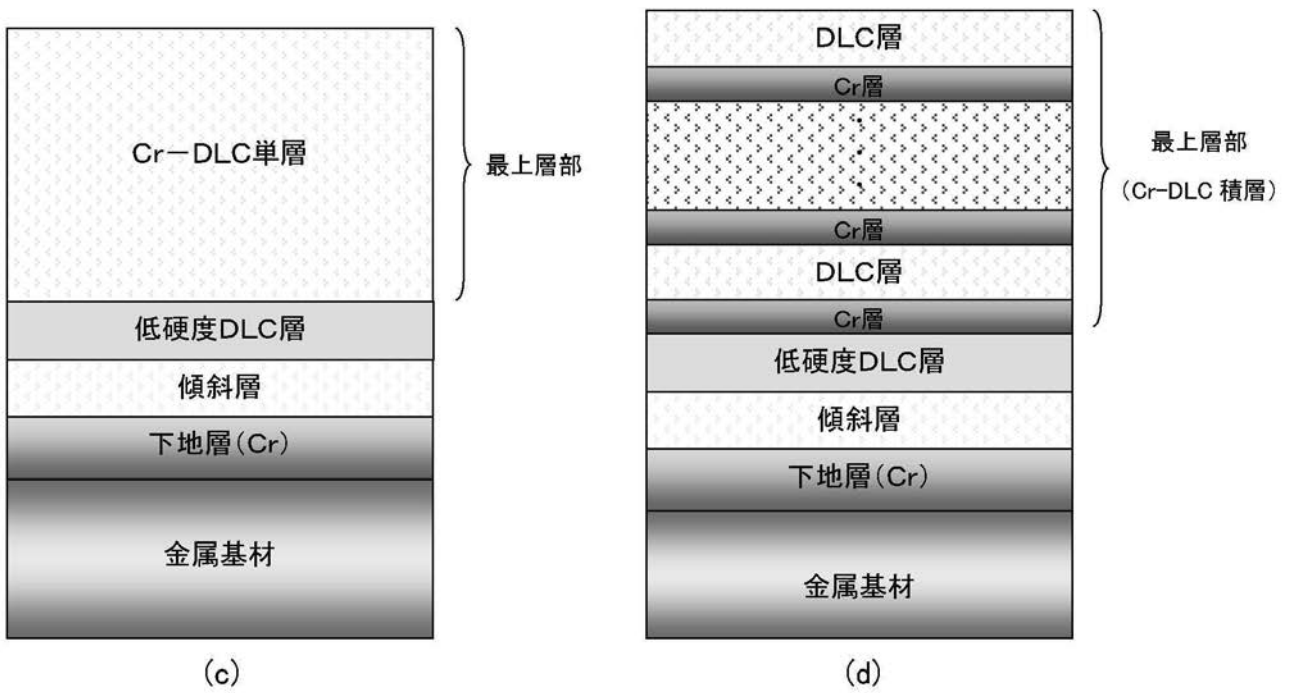 Cr－DLC単層
最上層部
低硬度DLC層
傾斜層
下地層(Cr)
金属基材
(c)
DLC層
Cr層
Cr層
DLC層
Cr層
低硬度DLC層
傾斜層
下地層(Cr)
金属基材
最上層部
(Cr-DLC 積層)
(d)